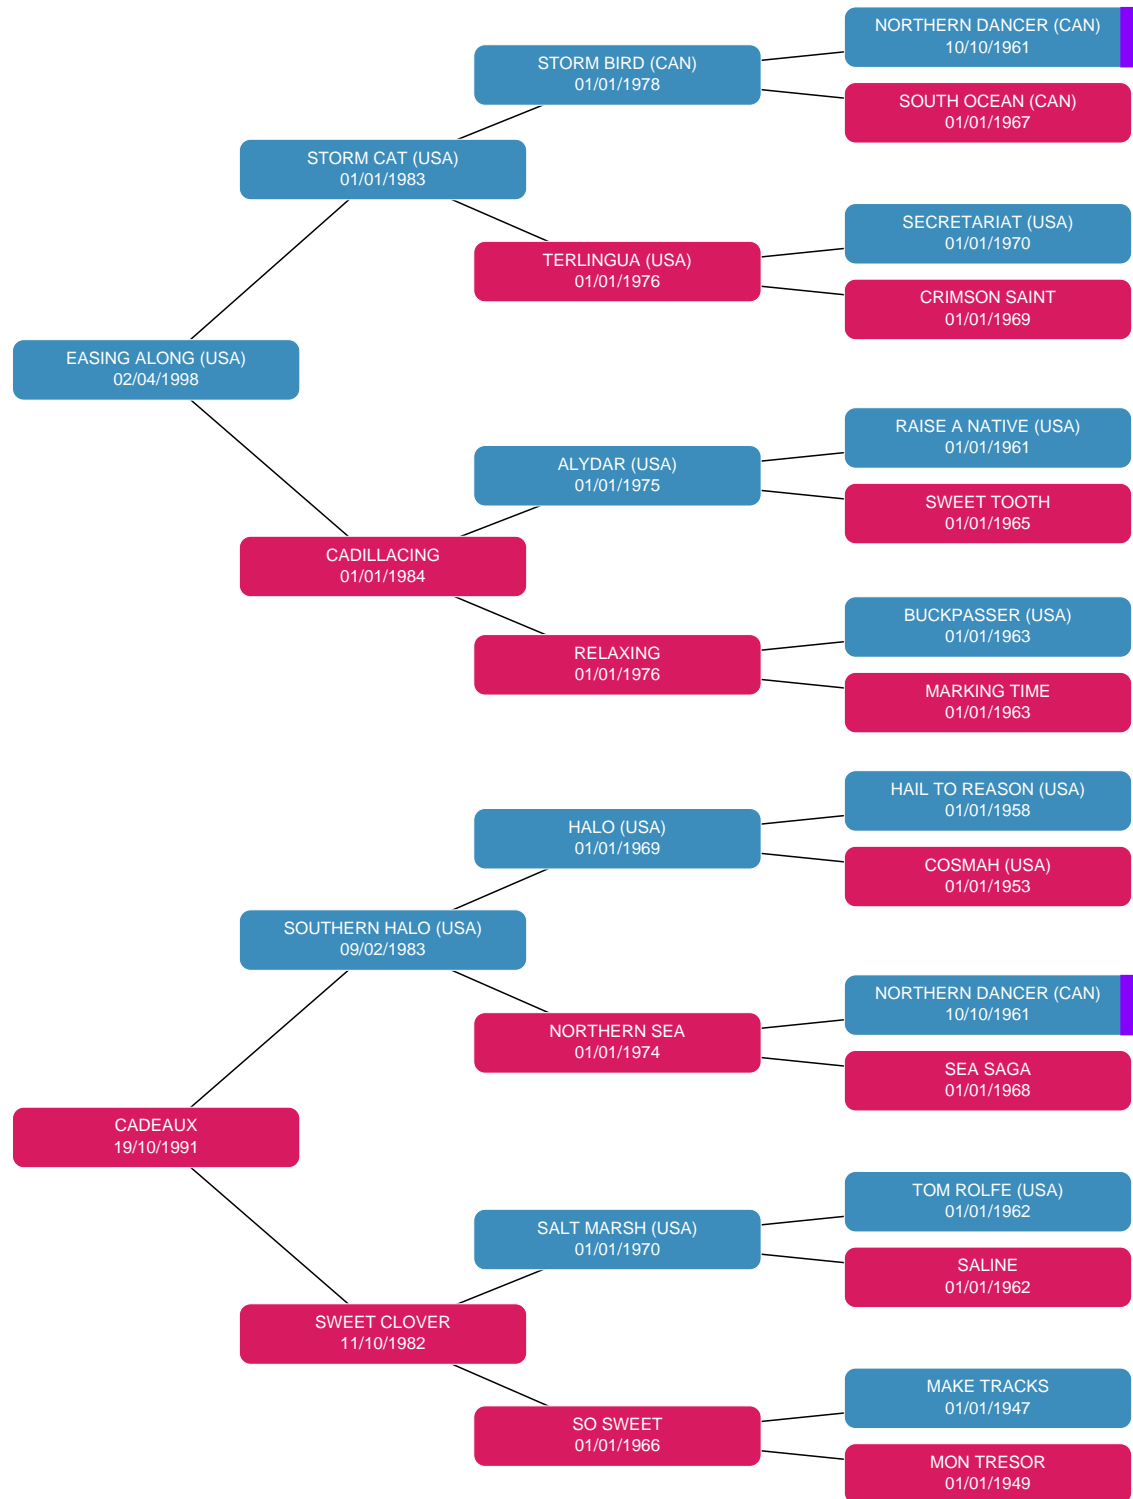 NORTHERN DANCER (CAN)
10/10/1961
STORM BIRD (CAN)
01/01/1978
SOUTH OCEAN (CAN)
01/01/1967
STORM CAT (USA)
01/01/1983
SECRETARIAT (USA)
01/01/1970
TERLINGUA (USA)
01/01/1976
CRIMSON SAINT
01/01/1969
EASING ALONG (USA)
02/04/1998
RAISE A NATIVE (USA)
01/01/1961
ALYDAR (USA)
01/01/1975
SWEET TOOTH
01/01/1965
CADILLACING
01/01/1984
BUCKPASSER (USA)
01/01/1963
RELAXING
01/01/1976
MARKING TIME
01/01/1963
HAIL TO REASON (USA)
01/01/1958
HALO (USA)
01/01/1969
COSMAH (USA)
01/01/1953
SOUTHERN HALO (USA)
09/02/1983
NORTHERN DANCER (CAN)
10/10/1961
NORTHERN SEA
01/01/1974
SEA SAGA
01/01/1968
CADEAUX
19/10/1991
TOM ROLFE (USA)
01/01/1962
SALT MARSH (USA)
01/01/1970
SALINE
01/01/1962
SWEET CLOVER
11/10/1982
MAKE TRACKS
01/01/1947
SO SWEET
01/01/1966
MON TRESOR
01/01/1949